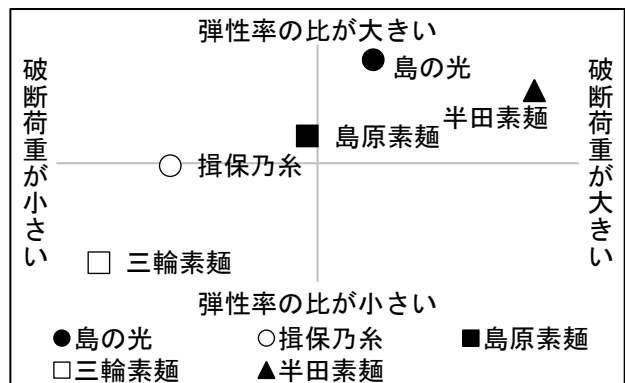 弾性率の比が大きい
破断荷重が小さい
破断荷重が大きい
島の光
半田素麺
島原素麺
揖保乃糸
三輪素麺
弾性率の比が小さい
●島の光 ○揖保乃糸 ■島原素麺
□三輪素麺 ▲半田素麺